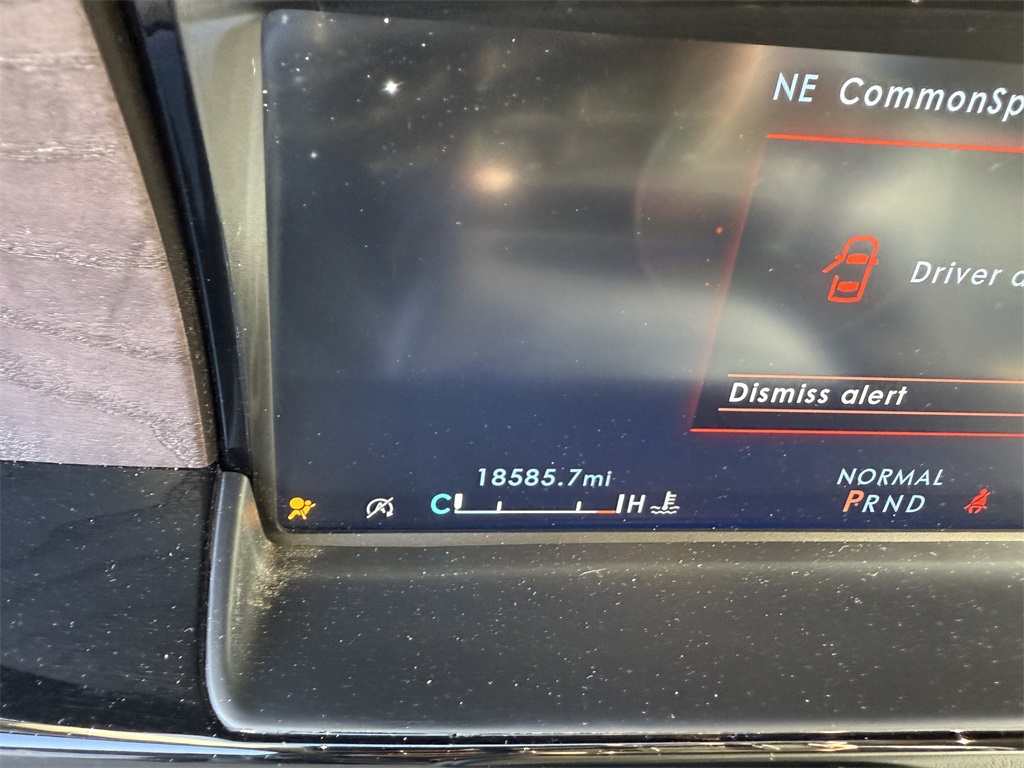 NE CommonSp
Driver
Dismiss alert
18585.7mi
NORMAL
C H
PRND